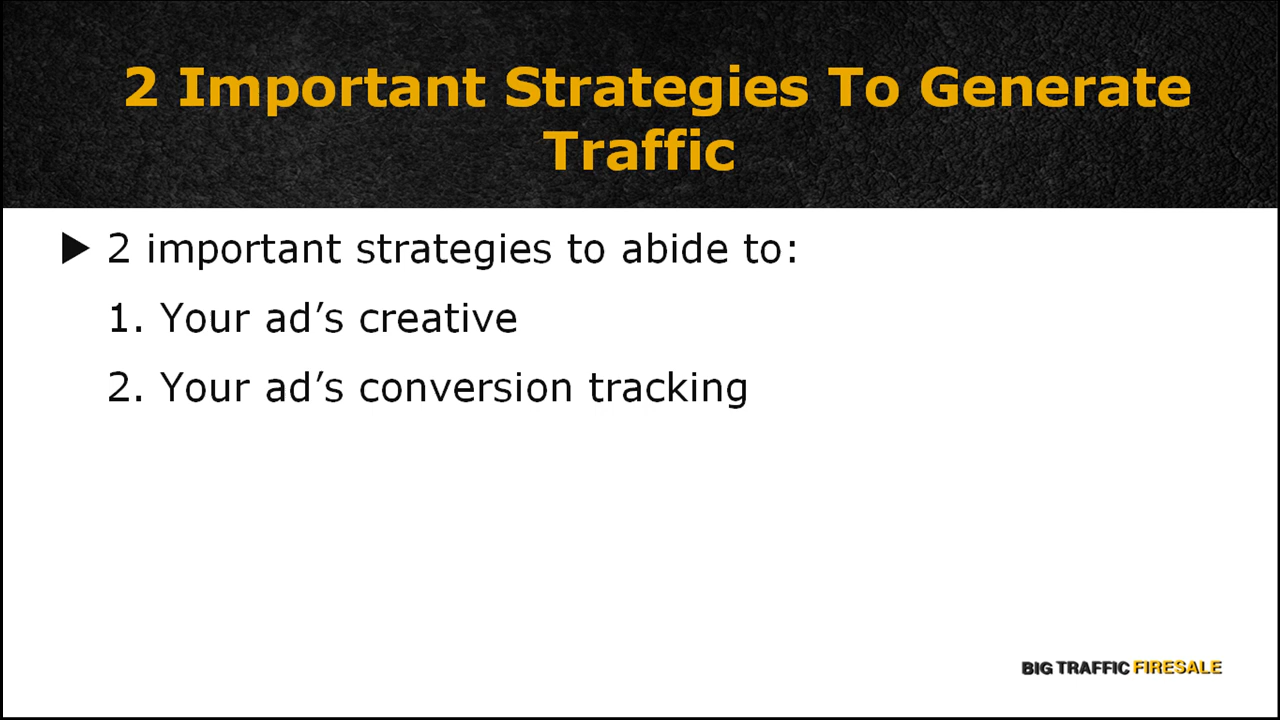 2 Important Strategies To Generate
Traffic
▶ 2 important strategies to abide to:
1. Your ad’s creative
2. Your ad’s conversion tracking
BIG TRAFFIC FIRESALE